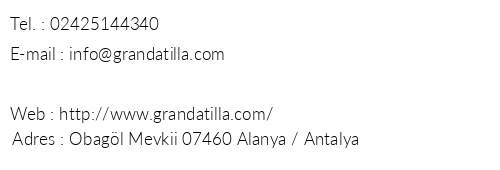 Tel. : 02425144340
E-mail : info@grandatilla.com
Web : http://www.grandatilla.com/
Adres : Obagöl Mevkii 07460 Alanya / Antalya